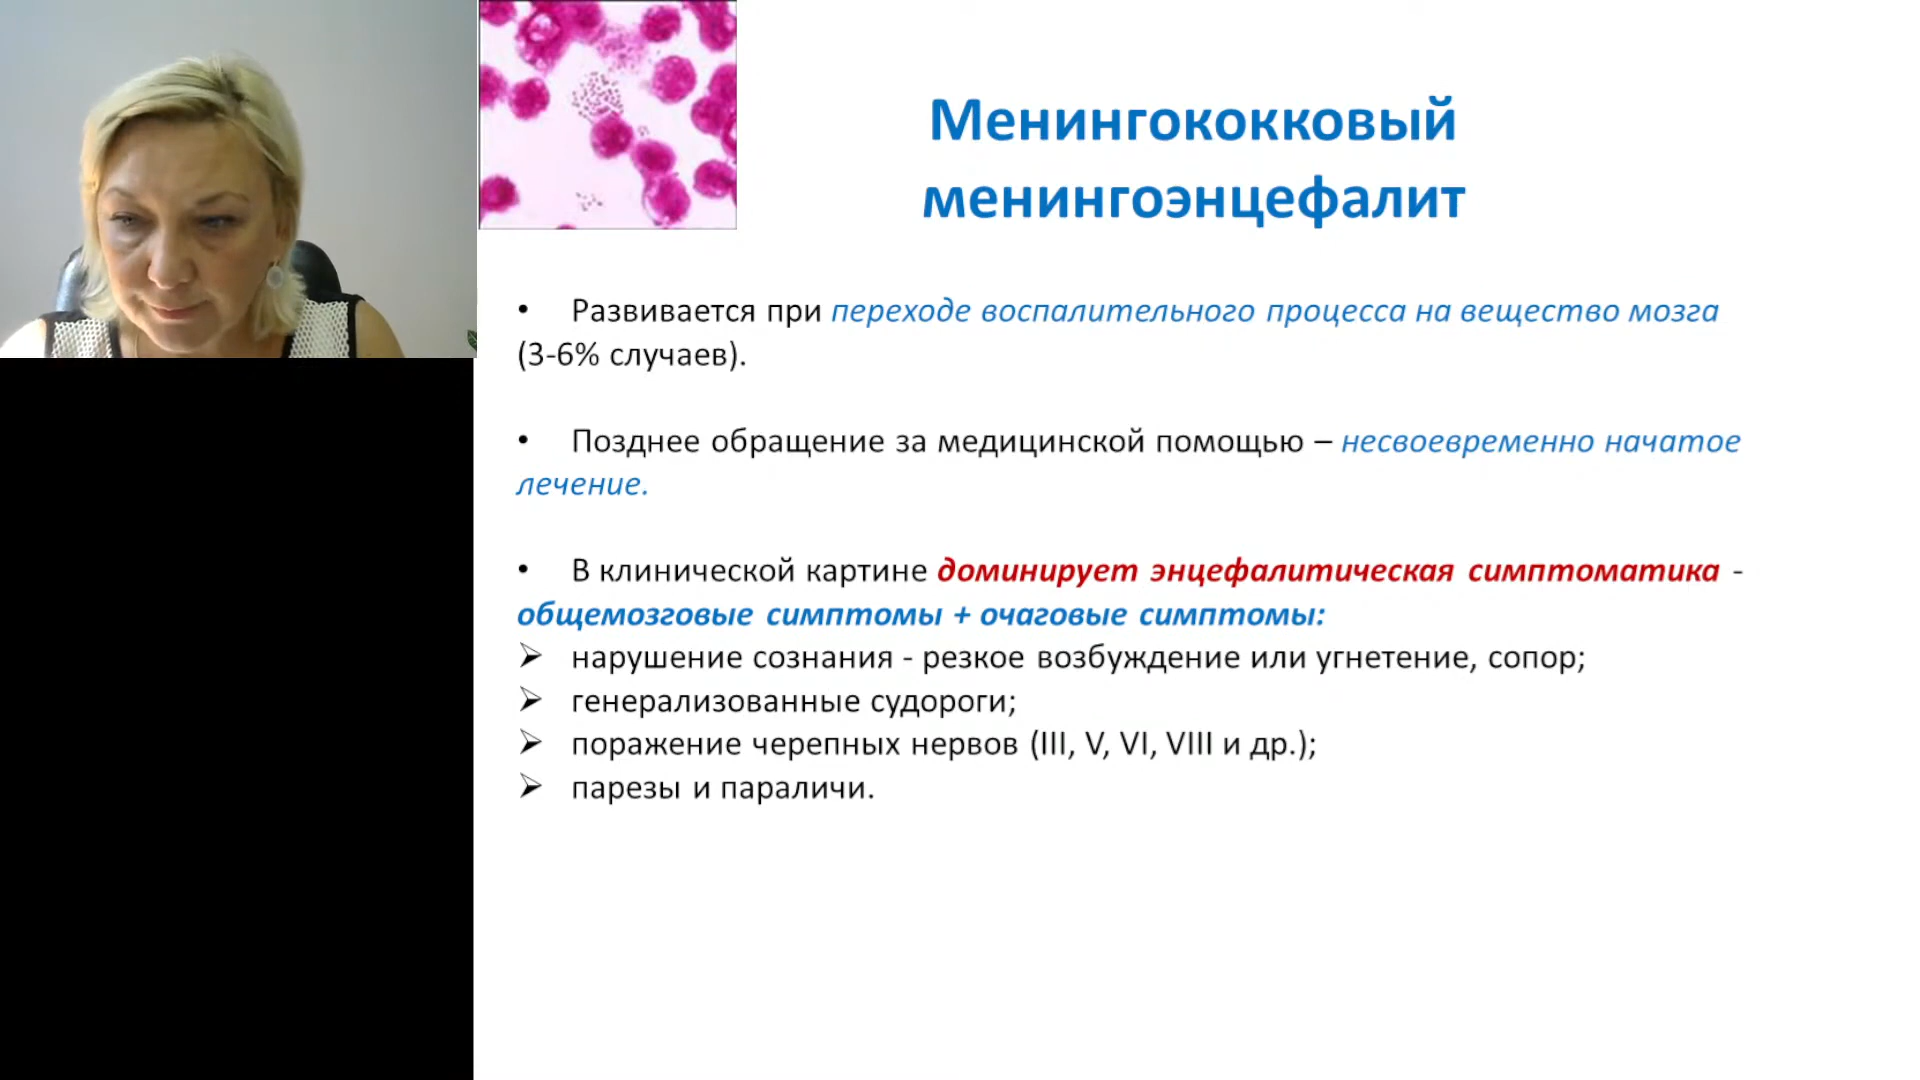 Менингококковый
менингоэнцефалит
• Развивается при переходе воспалительного процесса на вещество мозга
(3-6% случаев).
• Позднее обращение за медицинской помощью – несвоевременно начатое
лечение.
• В клинической картине доминирует энцефалитическая симптоматика -
общемозговые симптомы + очаговые симптомы:
➢ нарушение сознания - резкое возбуждение или угнетение, сопор;
➢ генерализованные судороги;
➢ поражение черепных нервов (III, V, VI, VIII и др.);
➢ парезы и параличи.